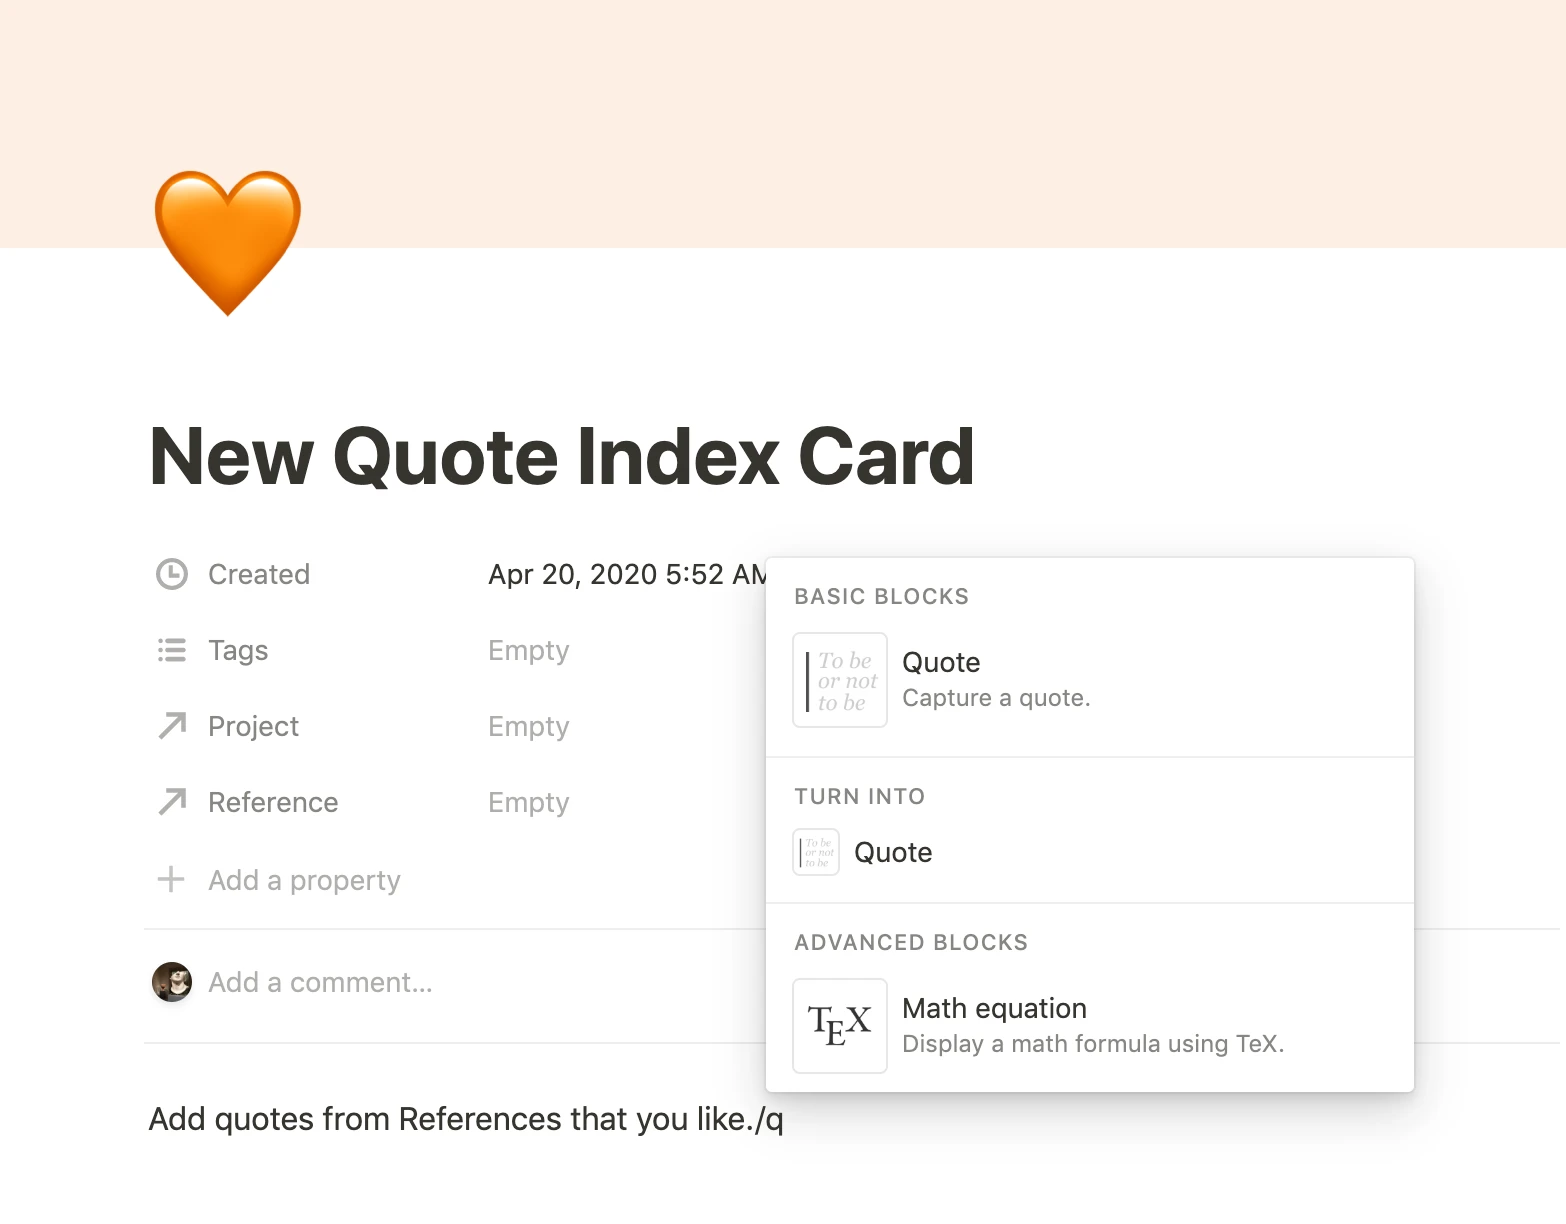 New Quote Index Card
Created Apr 20, 2020 5:52 AM
Tags Empty
Project Empty
Reference Empty
Add a property
Add a comment...
Add quotes from References that you like./q
BASIC BLOCKS
To be
or not
to be
Quote
Capture a quote.
TURN INTO
To be
or not
to be
Quote
ADVANCED BLOCKS
TEX
Math equation
Display a math formula using TeX.